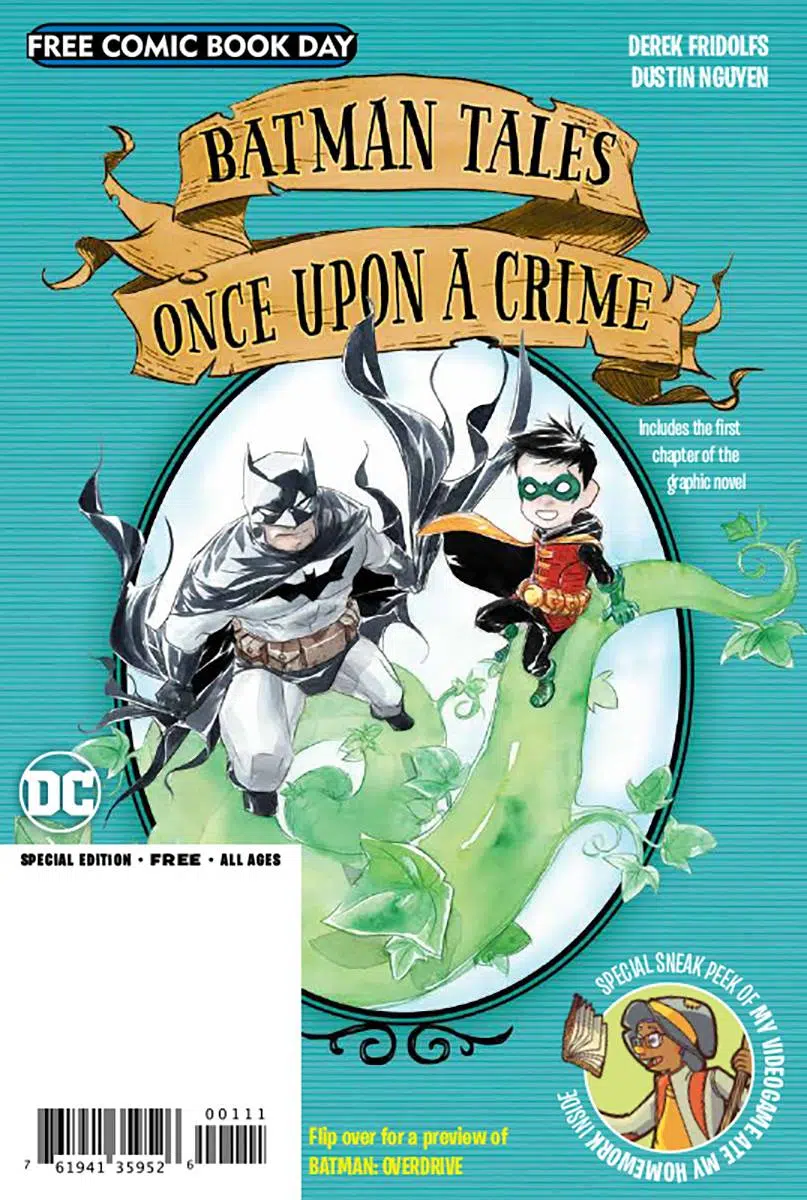 FREE COMIC BOOK DAY
DEREK FRIDOLFS
DUSTIN NGUYEN
BATMAN TALES
ONCE UPON A CRIME
Includes the first
chapter of the
graphic novel
DC
SPECIAL EDITION • FREE • ALL AGES
SPECIAL SNEAK PEEK OF MY VIDEOGAME ATE MY HOMEWORK INSIDE
Flip over for a preview of
BATMAN: OVERDRIVE
00111
7 61941 35952 6